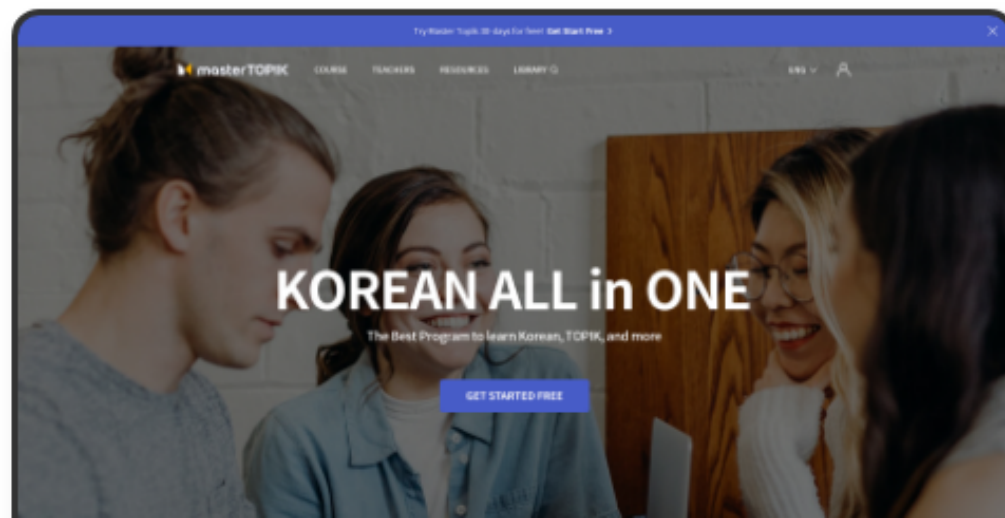 Try Master Topik 30 days for free! Get Start Free >
masterTOPIK COURSE TEACHERS RESOURCES LIBRARY ENG
KOREAN ALL in ONE
The Best Program to learn Korean, TOPIK, and more
GET STARTED FREE